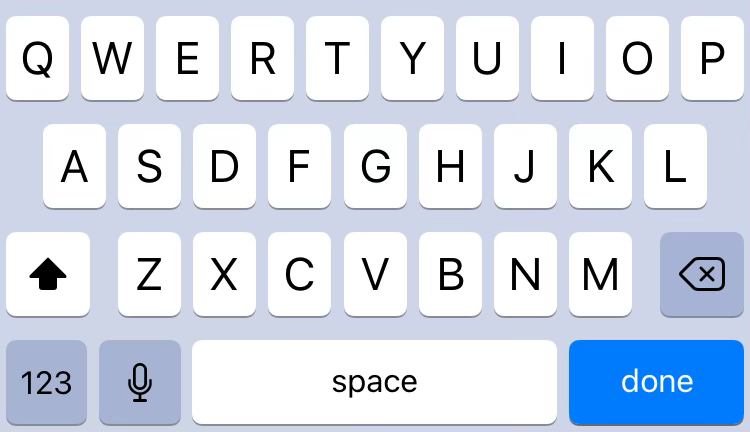 Q W E R T Y U I O P
A S D F G H J K L
Z X C V B N M
123 space done